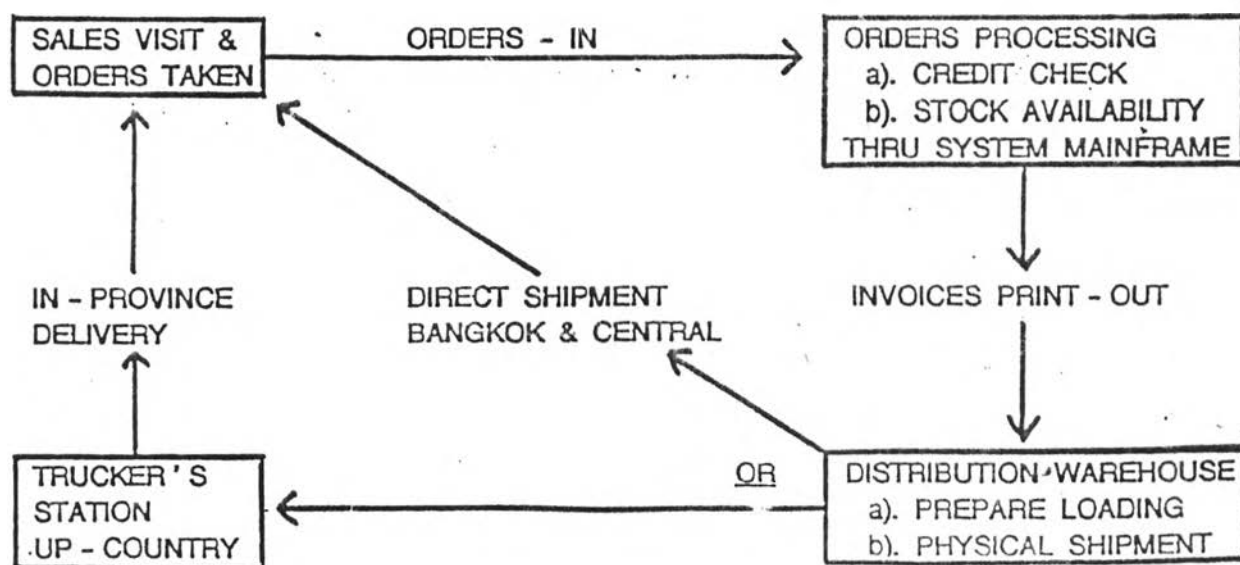 SALES VISIT &
ORDERS TAKEN
ORDERS - IN
ORDERS PROCESSING
a). CREDIT CHECK
b). STOCK AVAILABILITY
THRU SYSTEM MAINFRAME
IN - PROVINCE
DELIVERY
DIRECT SHIPMENT
BANGKOK & CENTRAL
INVOICES PRINT - OUT
TRUCKER'S
STATION
UP - COUNTRY
OR
DISTRIBUTION WAREHOUSE
a). PREPARE LOADING
b). PHYSICAL SHIPMENT